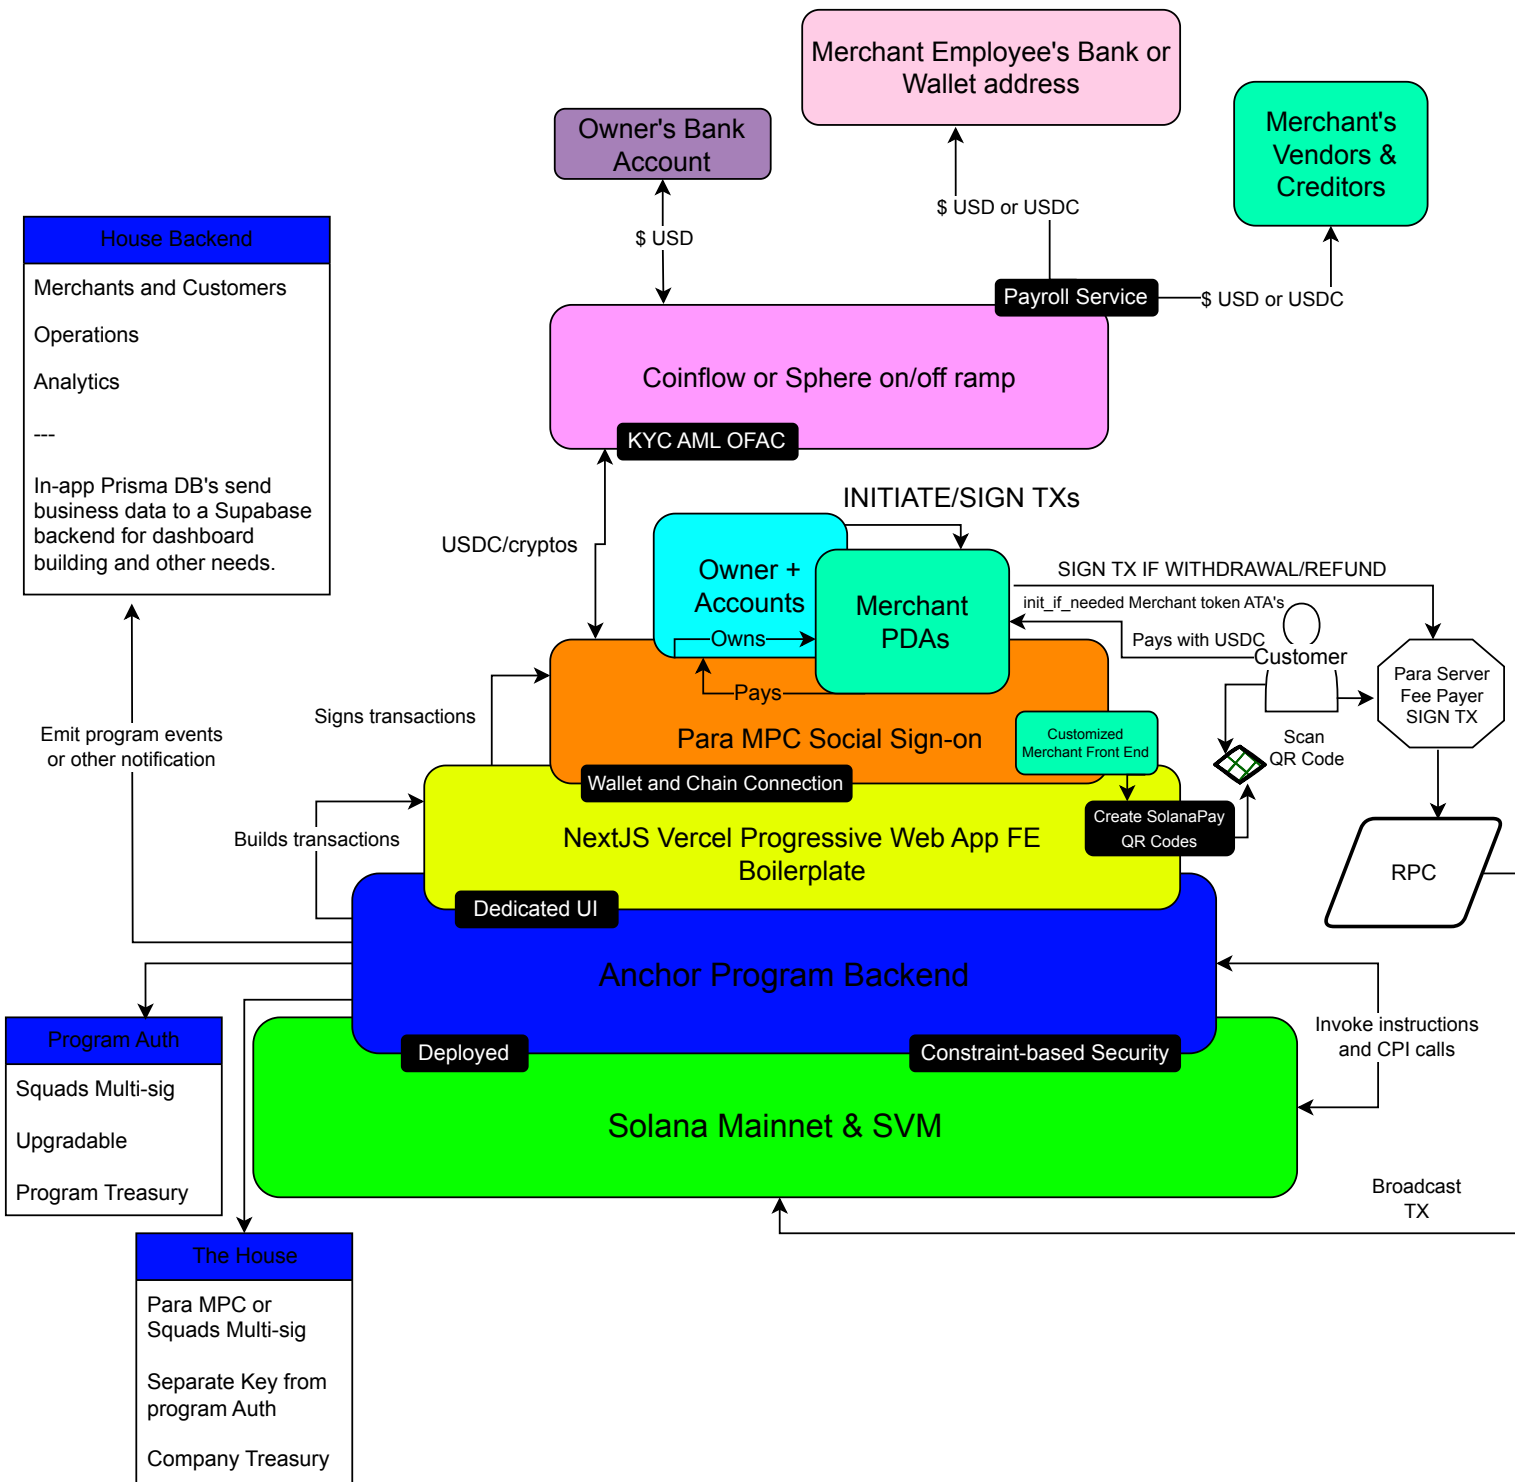 Merchant Employee's Bank or
Wallet address
Owner's Bank
Account
Merchant's
Vendors &
Creditors
$ USD or USDC
$ USD
House Backend
Merchants and Customers
Operations
Analytics
---
In-app Prisma DB's send
business data to a Supabase
backend for dashboard
building and other needs.
Payroll Service
$ USD or USDC
Coinflow or Sphere on/off ramp
KYC AML OFAC
USDC/cryptos
INITIATE/SIGN TXs
Owner +
Accounts
Merchant
PDAs
Owns
Pays
SIGN TX IF WITHDRAWAL/REFUND
init_if_needed Merchant token ATA's
Pays with USDC
Customer
Para Server
Fee Payer
SIGN TX
Scan
QR Code
Signs transactions
Para MPC Social Sign-on
Customized
Merchant Front End
Wallet and Chain Connection
Emit program events
or other notification
Builds transactions
NextJS Vercel Progressive Web App FE
Boilerplate
Create SolanaPay
QR Codes
RPC
Dedicated UI
Anchor Program Backend
Deployed
Constraint-based Security
Invoke instructions
and CPI calls
Program Auth
Squads Multi-sig
Upgradable
Program Treasury
Solana Mainnet & SVM
Broadcast
TX
The House
Para MPC or
Squads Multi-sig
Separate Key from
program Auth
Company Treasury